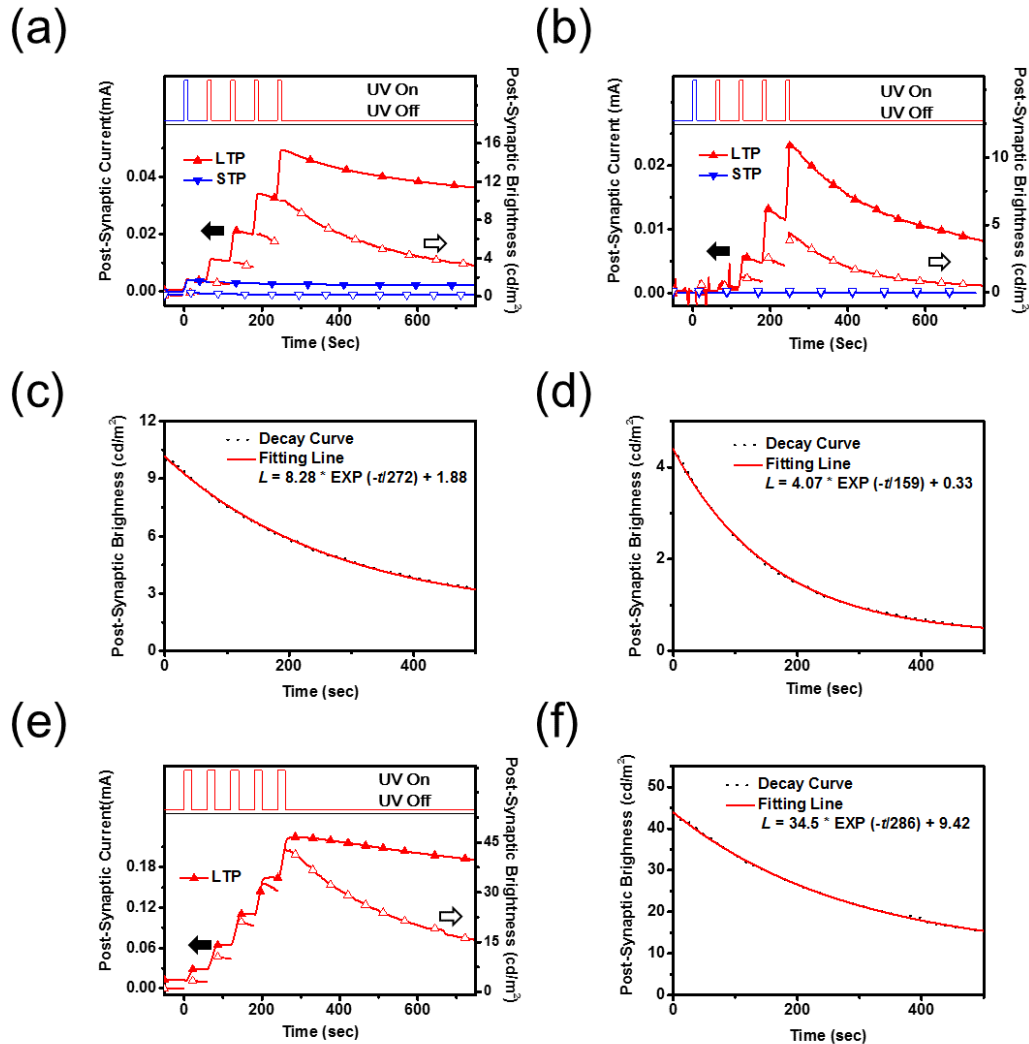 (a)
UV On
UV Off
LTP
STP
Post-Synaptic Current(mA)
0.04
0.02
0.00
Post-Synaptic Brightness (cd/m²)
16
12
8
4
0
0 200 400 600
Time (Sec)
(b)
UV On
UV Off
LTP
STP
Post-Synaptic Current (mA)
0.02
0.01
0.00
Post-Synaptic Brightness (cd/m²)
10
5
0
0 200 400 600
Time (Sec)
(c)
Decay Curve
Fitting Line
L = 8.28 * EXP (-t/272) + 1.88
Post-Synaptic Brighness (cd/m²)
12
9
6
3
0
0 200 400
Time (sec)
(d)
Decay Curve
Fitting Line
L = 4.07 * EXP (-t/159) + 0.33
Post-Synaptic Brighness (cd/m²)
4
2
0
0 200 400
Time (sec)
(e)
UV On
UV Off
LTP
Post-Synaptic Current(mA)
0.18
0.12
0.06
0.00
Post-Synaptic Brightness (cd/m²)
45
30
15
0
0 200 400 600
Time (sec)
(f)
Decay Curve
Fitting Line
L = 34.5 * EXP (-t/286) + 9.42
Post-Synaptic Brighness (cd/m²)
50
40
30
20
10
0
0 200 400
Time (sec)